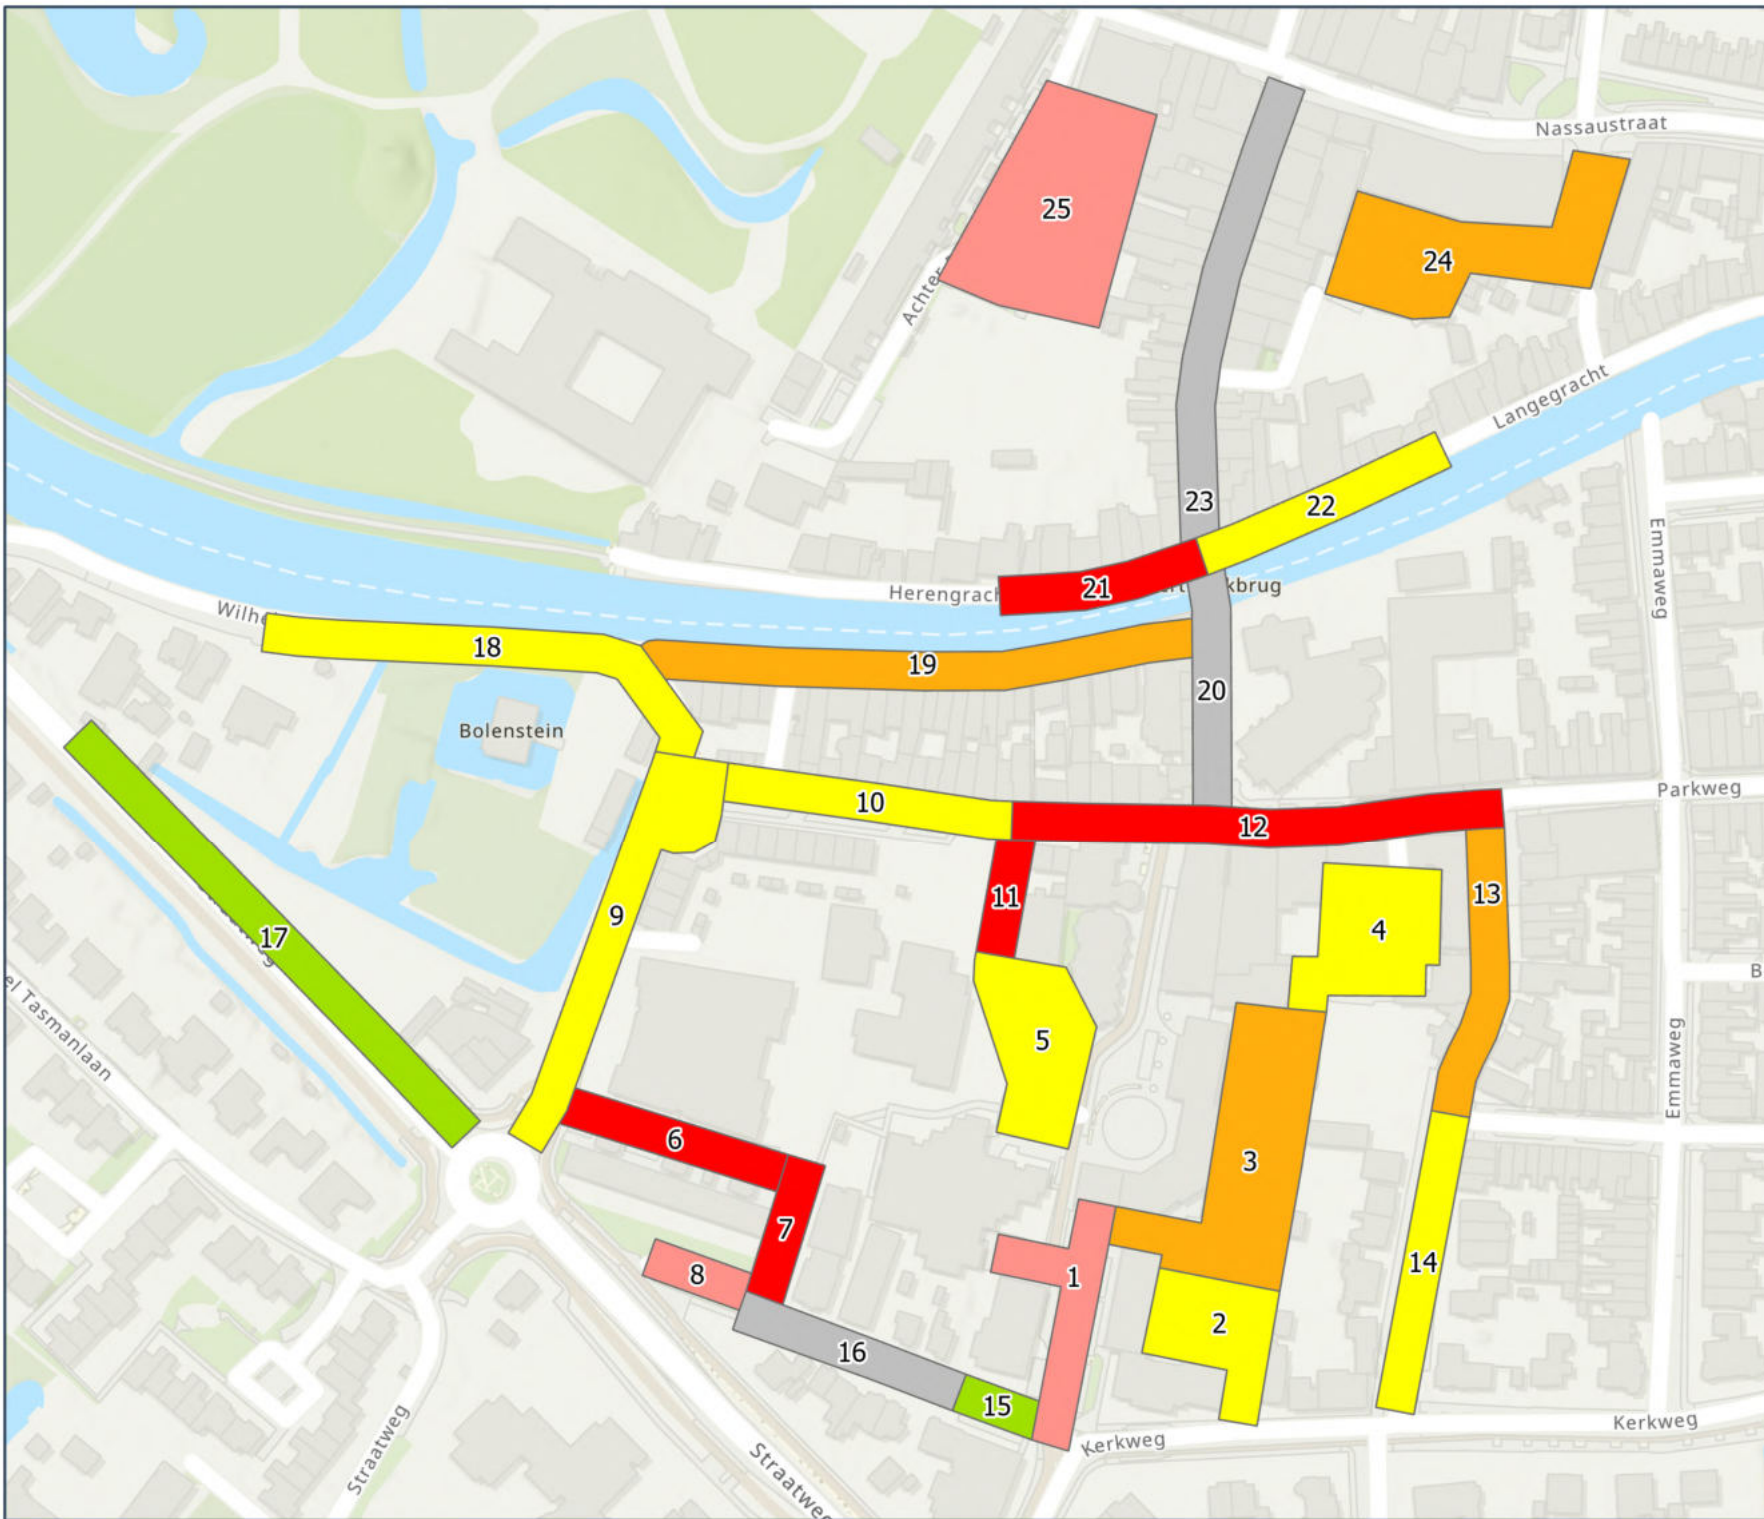 Nassaustraat
25
24
Achter
Langegracht
23
22
Emmaweg
21
Herengrach
kbrug
Wilhe
18
19
20
Bolenstein
Parkweg
10
12
11
13
9
4
17
el Tasmanlaan
B
5
Emmaweg
6
3
7
8
1
14
2
16
15
Straatweg
Kerkweg
Kerkweg
Straatweg